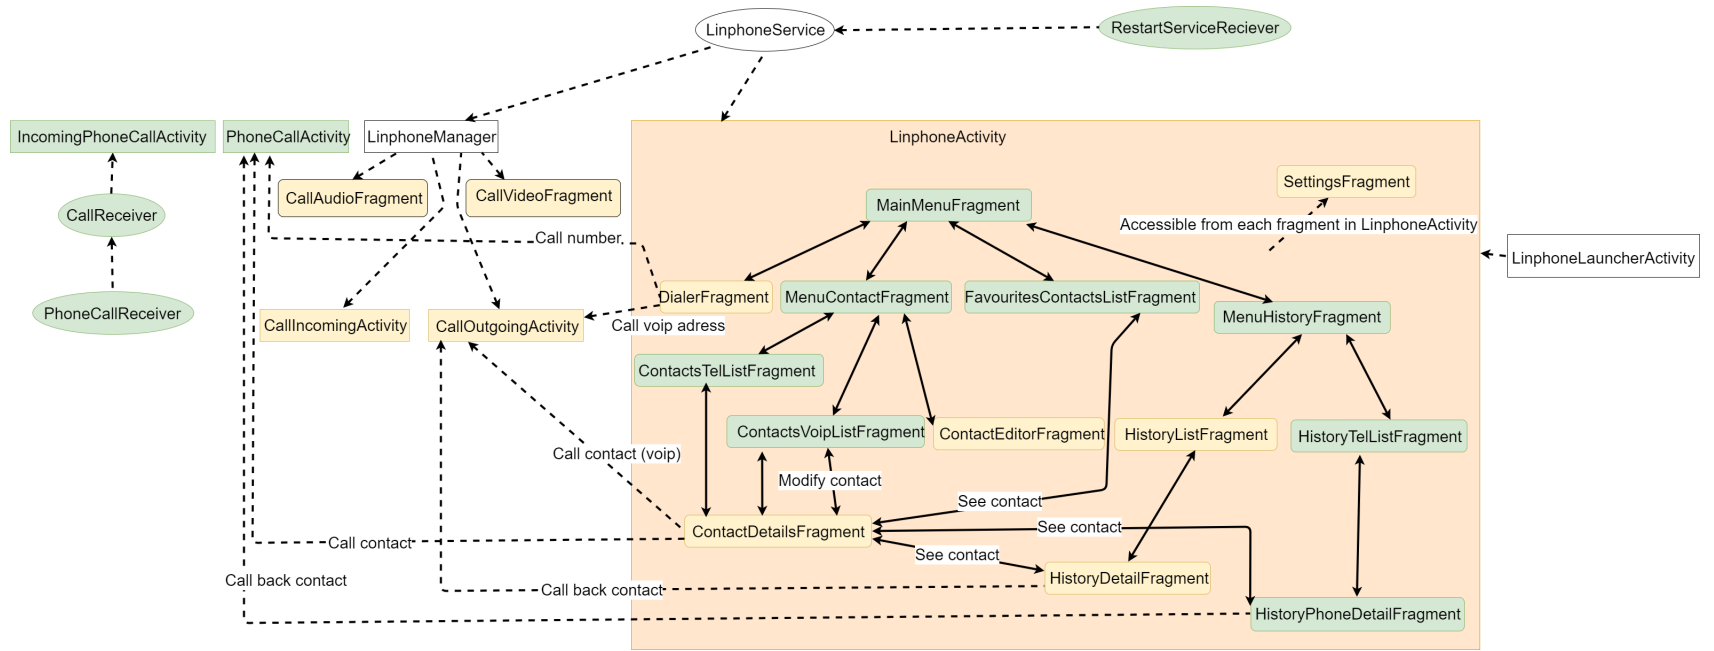 LinphoneService
RestartServiceReciever
IncomingPhoneCallActivity
PhoneCallActivity
LinphoneManager
LinphoneActivity
CallAudioFragment
CallVideoFragment
SettingsFragment
MainMenuFragment
CallReceiver
Accessible from each fragment in LinphoneActivity
Call number
LinphoneLauncherActivity
DialerFragment
MenuContactFragment
FavouritesContactsListFragment
PhoneCallReceiver
MenuHistoryFragment
CallIncomingActivity
CallOutgoingActivity
Call voip adress
ContactsTelListFragment
ContactsVoipListFragment
ContactEditorFragment
HistoryListFragment
HistoryTelListFragment
Call contact (voip)
Modify contact
See contact
See contact
ContactDetailsFragment
Call contact
See contact
Call back contact
HistoryDetailFragment
Call back contact
HistoryPhoneDetailFragment